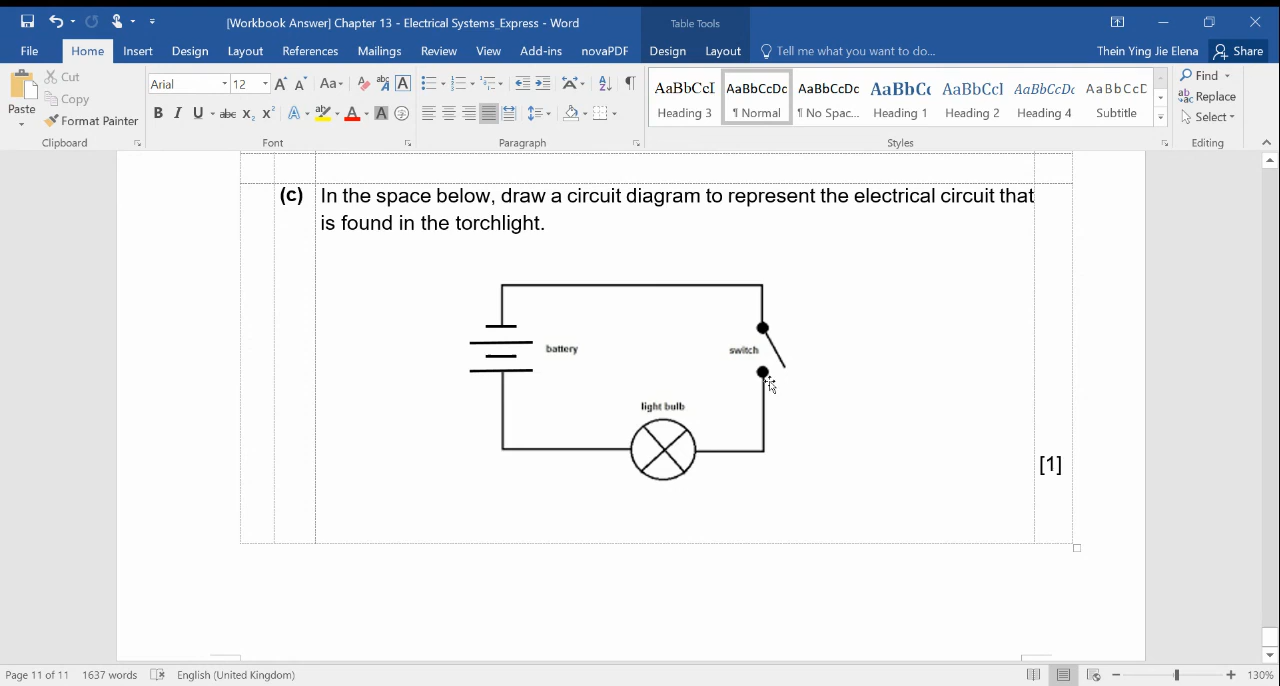 [Workbook Answer] Chapter 13 - Electrical Systems_Express - Word
Table Tools
File Home Insert Design Layout References Mailings Review View Add-ins novaPDF Design Layout Tell me what you want to do... Thein Ying Jie Elena Share
Paste
Cut
Copy
Format Painter
Clipboard
Arial 12
Font
Paragraph
AaBbCcI AaBbCcDc AaBbCcDc AaBbCc AaBbCcI AaBbCcDc AaBbCcD
Heading 3 ¶ Normal ¶ No Spac... Heading 1 Heading 2 Heading 4 Subtitle
Styles
Find
Replace
Select
Editing
(c) In the space below, draw a circuit diagram to represent the electrical circuit that
is found in the torchlight.
battery
switch
light bulb
[1]
Page 11 of 11 1637 words English (United Kingdom) 130%